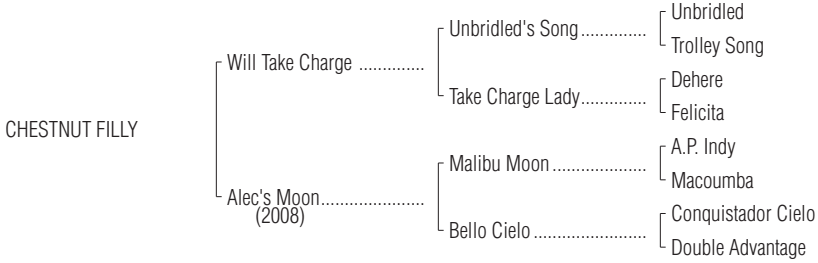 Unbridled
Unbridled's Song..............
Trolley Song
Will Take Charge ..............
Dehere
Take Charge Lady..............
Felicita
CHESTNUT FILLY
A.P. Indy
Malibu Moon ....................
Macoumba
Alec's Moon......................
(2008)
Conquistador Cielo
Bello Cielo ........................
Double Advantage